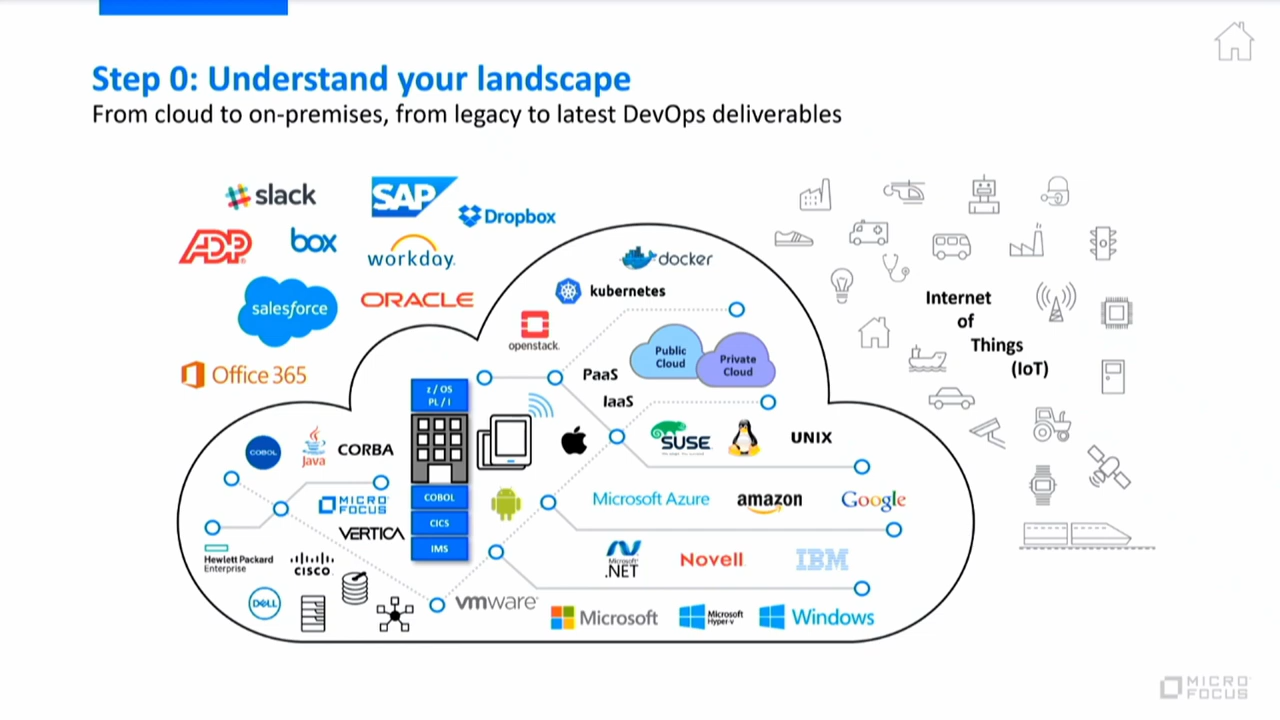 Step 0: Understand your landscape
From cloud to on-premises, from legacy to latest DevOps deliverables
slack
SAP
Dropbox
ADP
box
workday.
salesforce
ORACLE
Office 365
docker
kubernetes
openstack.
Public
Cloud
Private
Cloud
PaaS
IaaS
z / OS
PL / I
COBOL
Java
CORBA
MICRO
FOCUS
VERTICA
COBOL
CICS
IMS
Hewlett Packard
Enterprise
CISCO
DELL
SUSE
UNIX
Microsoft Azure
amazon
Google
Microsoft
.NET
Novell
IBM
vmware
Microsoft
Microsoft
Hyper-v
Windows
Internet
of
Things
(IoT)
MICRO
FOCUS